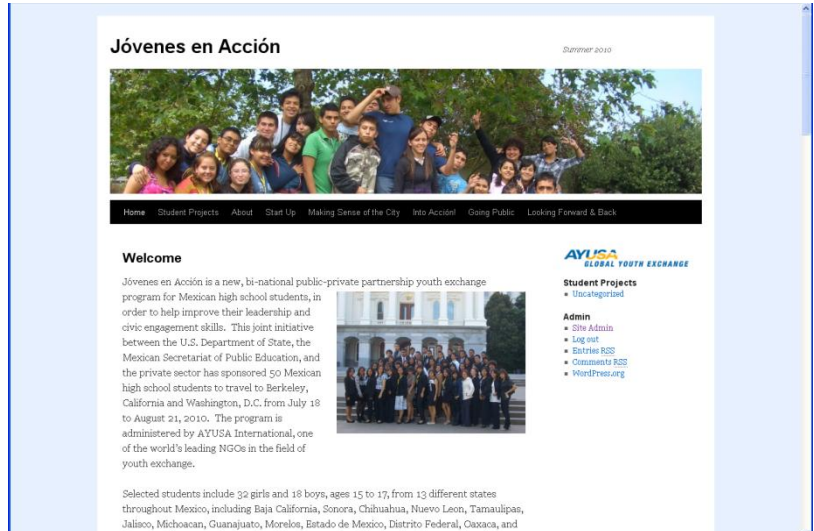 Jóvenes en Acción
Summer 2010
Home Student Projects About Start Up Making Sense of the City Into Acción! Going Public Looking Forward & Back
Welcome
Jóvenes en Acción is a new, bi-national public-private partnership youth exchange
program for Mexican high school students, in
order to help improve their leadership and
civic engagement skills. This joint initiative
between the U.S. Department of State, the
Mexican Secretariat of Public Education, and
the private sector has sponsored 50 Mexican
high school students to travel to Berkeley,
California and Washington, D.C. from July 18
to August 21, 2010. The program is
administered by AYUSA International, one
of the world's leading NGOs in the field of
youth exchange.
Selected students include 32 girls and 18 boys, ages 15 to 17, from 13 different states
throughout Mexico, including Baja California, Sonora, Chihuahua, Nuevo Leon, Tamaulipas,
Jalisco, Michoacan, Guanajuato, Morelos, Estado de Mexico, Distrito Federal, Oaxaca, and
AYUSA
GLOBAL YOUTH EXCHANGE
Student Projects
Uncategorized
Admin
Site Admin
Log out
Entries RSS
Comments RSS
WordPress.org